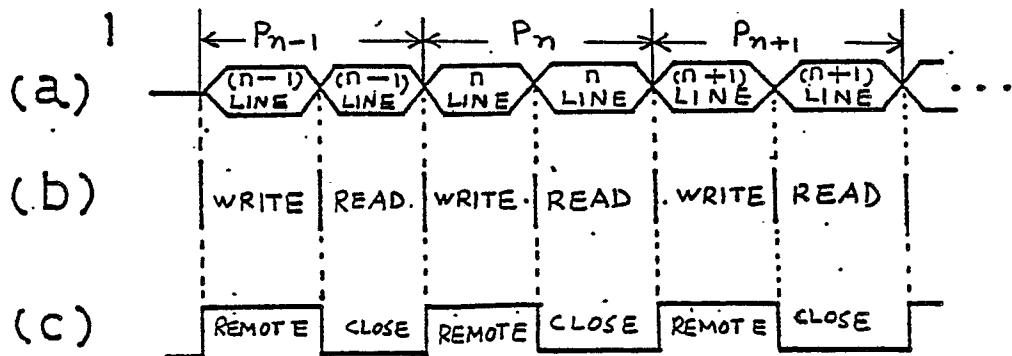 1 Pn-1 Pn Pn+1
(a) (n-1) LINE (n-1) LINE n LINE n LINE (n+1) LINE (n+1) LINE ...
(b) WRITE READ. WRITE. READ . WRITE READ
(c) REMOTE CLOSE REMOTE CLOSE REMOTE CLOSE